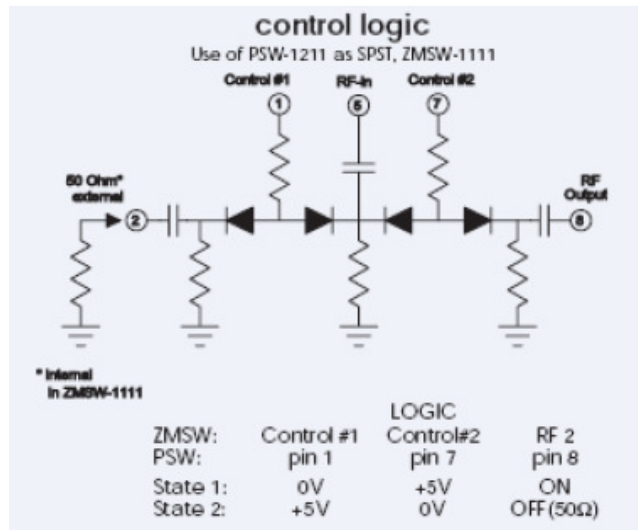 control logic
Use of PSW-1211 as SPST, ZMSW-1111
Control #1 RF-in Control #2
1 5 7
50 Ohm*
external
2
RF
Output
8
* Internal
in ZMSW-1111
LOGIC
ZMSW: Control #1 Control#2 RF 2
PSW: pin 1 pin 7 pin 8
State 1: 0V +5V ON
State 2: +5V 0V OFF(50Ω)